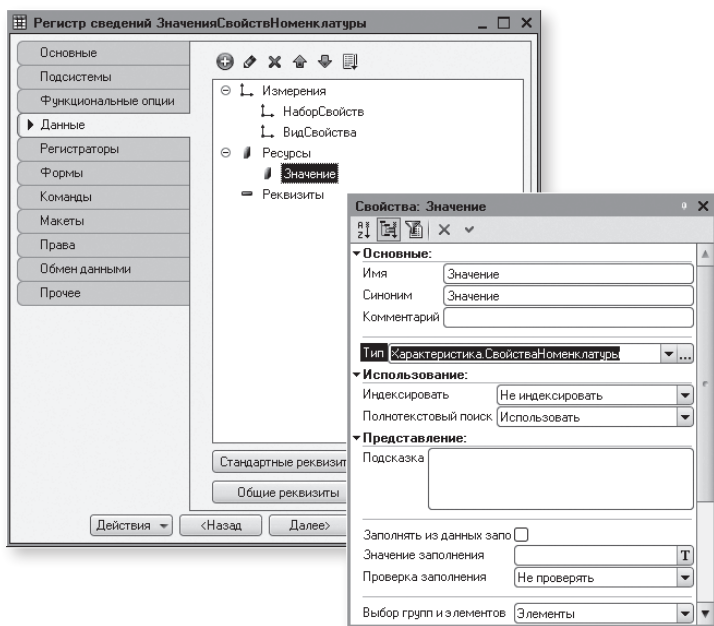 Регистр сведений ЗначенияСвойствНоменклатуры
Основные
Подсистемы
Функциональные опции
Данные
Регистраторы
Формы
Команды
Макеты
Права
Обмен данными
Прочее
Измерения
НаборСвойств
ВидСвойства
Ресурсы
Значение
Реквизиты
Стандартные реквизит
Общие реквизиты
Действия
<Назад
Далее>
Свойства: Значение
Основные:
Имя Значение
Синоним Значение
Комментарий
Тип Характеристика.СвойстваНоменклатуры
Использование:
Индексировать Не индексировать
Полнотекстовый поиск Использовать
Представление:
Подсказка
Заполнять из данных запо
Значение заполнения T
Проверка заполнения Не проверять
Выбор групп и элементов Элементы